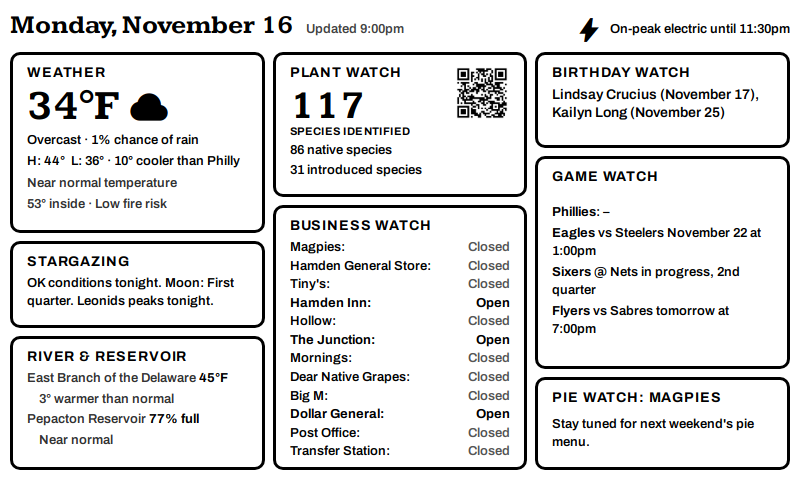 Monday, November 16 Updated 9:00pm
On-peak electric until 11:30pm
WEATHER
34°F
Overcast · 1% chance of rain
H: 44° L: 36° · 10° cooler than Philly
Near normal temperature
53° inside · Low fire risk
STARGAZING
OK conditions tonight. Moon: First
quarter. Leonids peaks tonight.
RIVER & RESERVOIR
East Branch of the Delaware 45°F
3° warmer than normal
Pepacton Reservoir 77% full
Near normal
PLANT WATCH
117
SPECIES IDENTIFIED
86 native species
31 introduced species
BUSINESS WATCH
Magpies: Closed
Hamden General Store: Closed
Tiny's: Closed
Hamden Inn: Open
Hollow: Closed
The Junction: Open
Mornings: Closed
Dear Native Grapes: Closed
Big M: Closed
Dollar General: Open
Post Office: Closed
Transfer Station: Closed
BIRTHDAY WATCH
Lindsay Crucius (November 17),
Kailyn Long (November 25)
GAME WATCH
Phillies: –
Eagles vs Steelers November 22 at
1:00pm
Sixers @ Nets in progress, 2nd
quarter
Flyers vs Sabres tomorrow at
7:00pm
PIE WATCH: MAGPIES
Stay tuned for next weekend's pie
menu.